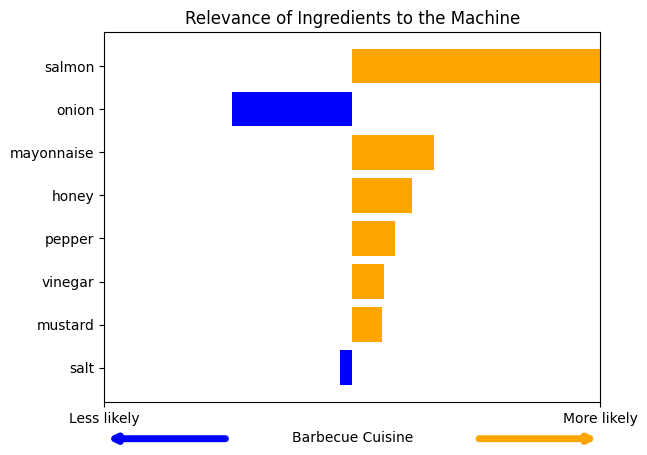 Relevance of Ingredients to the Machine
salmon
onion
mayonnaise
honey
pepper
vinegar
mustard
salt
Less likely
More likely
Barbecue Cuisine